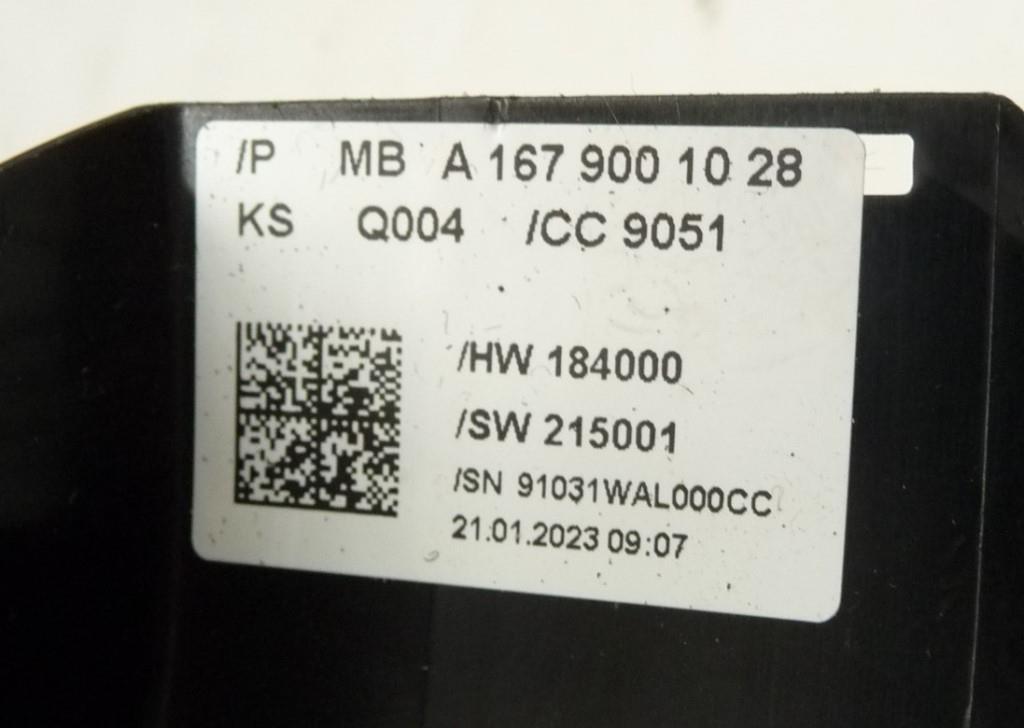 /P MB A 167 900 10 28
KS Q004 /CC 9051
/HW 184000
/SW 215001
/SN 91031WAL000CC
21.01.2023 09:07